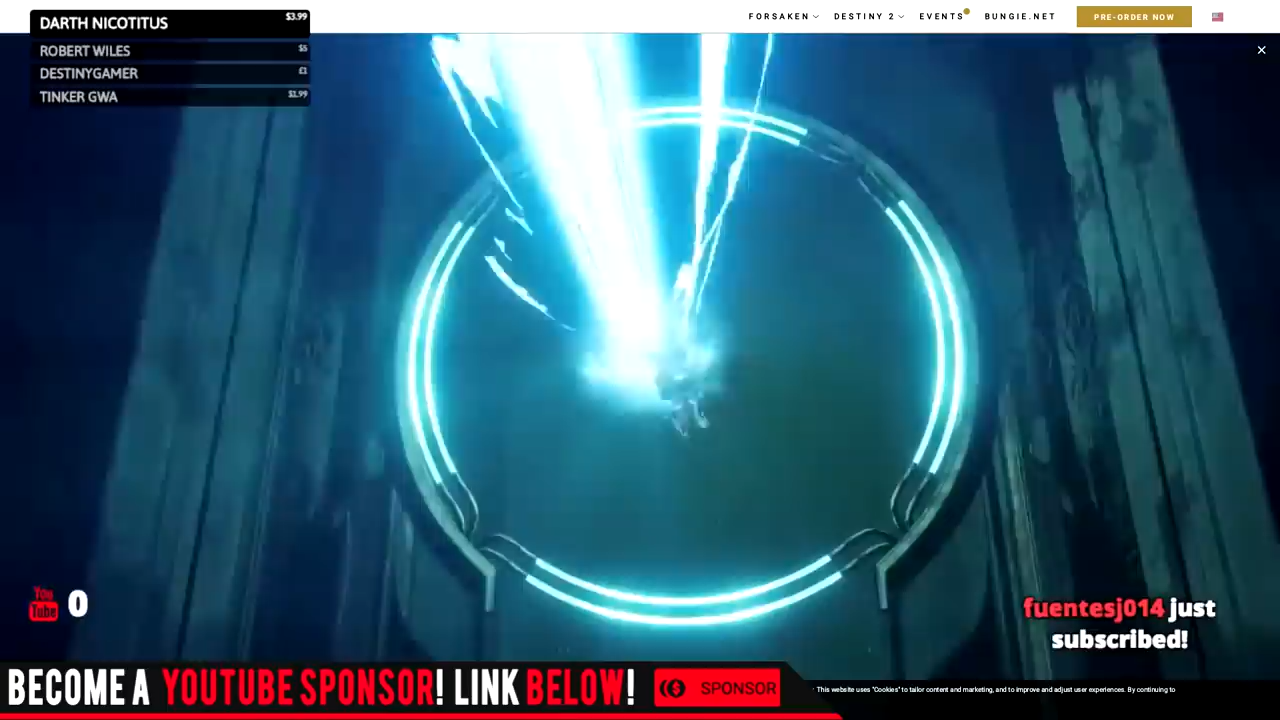 DARTH NICOTITUS $3.99
ROBERT WILES $5
DESTINYGAMER £1
TINKER GWA $1.99
FORSAKEN DESTINY 2 EVENTS BUNGIE.NET PRE-ORDER NOW
You
Tube 0
fuentesj014 just
subscribed!
BECOME A YOUTUBE SPONSOR! LINK BELOW! SPONSOR
This website uses "Cookies" to tailor content and marketing, and to improve and adjust user experiences. By continuing to